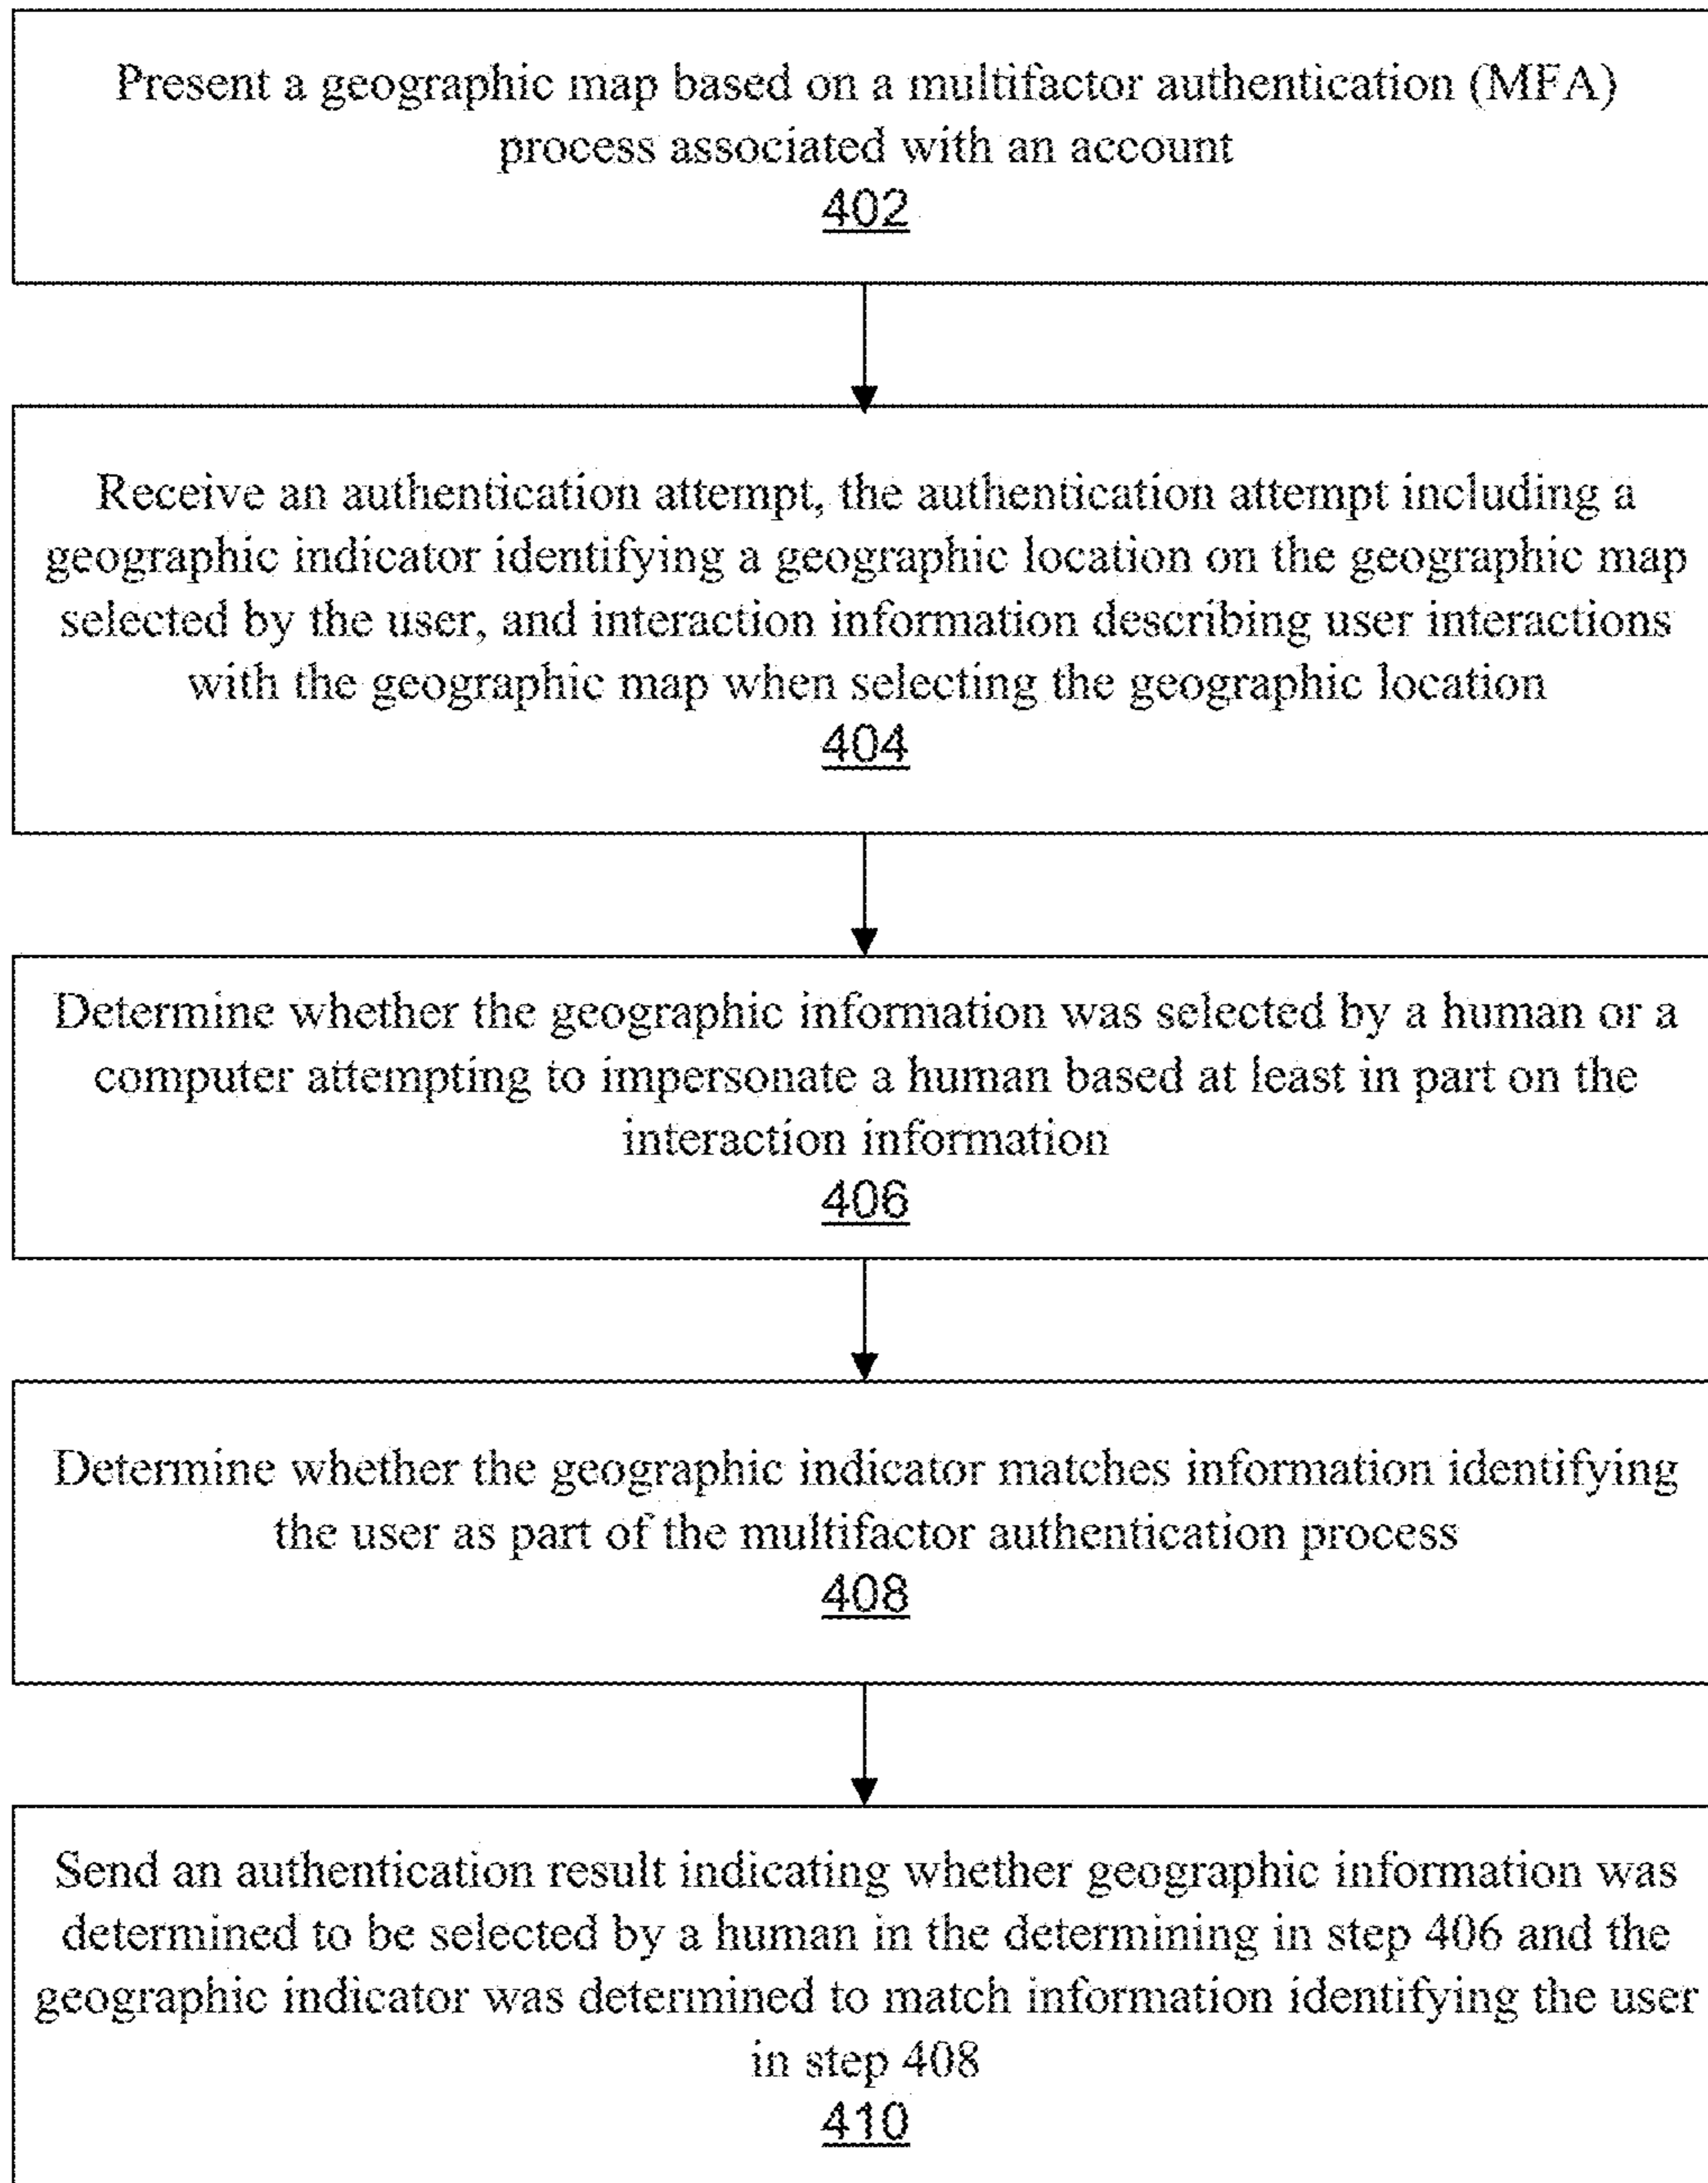 Present a geographic map based on a multifactor authentication (MFA)
process associated with an account
402
Receive an authentication attempt, the authentication attempt including a
geographic indicator identifying a geographic location on the geographic map
selected by the user, and interaction information describing user interactions
with the geographic map when selecting the geographic location
404
Determine whether the geographic information was selected by a human or a
computer attempting to impersonate a human based at least in part on the
interaction information
406
Determine whether the geographic indicator matches information identifying
the user as part of the multifactor authentication process
408
Send an authentication result indicating whether geographic information was
determined to be selected by a human in the determining in step 406 and the
geographic indicator was determined to match information identifying the user
in step 408
410